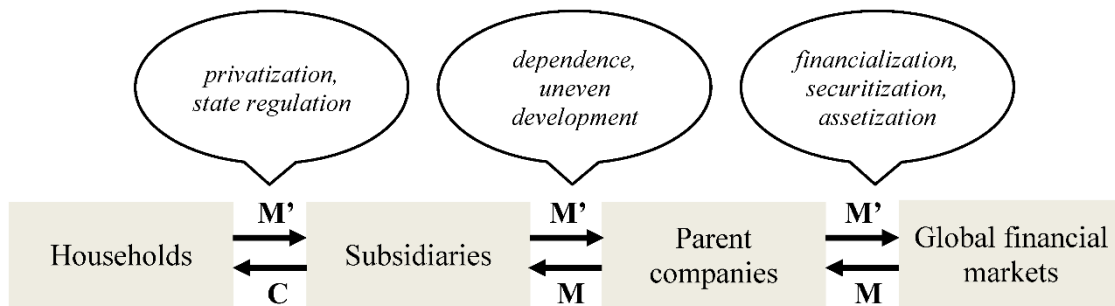 privatization,
state regulation
dependence,
uneven
development
financialization,
securitization,
assetization
Households
M’
C
Subsidiaries
M’
M
Parent
companies
M’
M
Global financial
markets